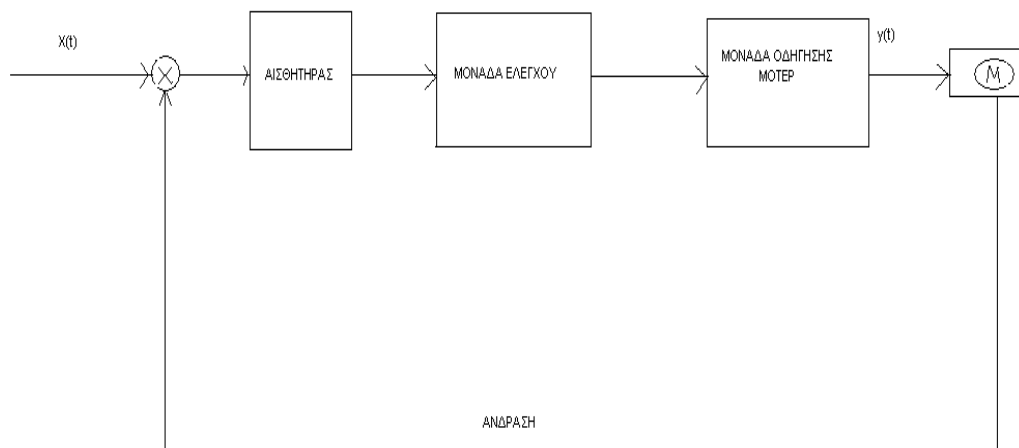 X(t)
ΑΙΣΘΗΤΗΡΑΣ
ΜΟΝΑΔΑ ΕΛΕΓΧΟΥ
ΜΟΝΑΔΑ ΟΔΗΓΗΣΗΣ
ΜΟΤΕΡ
y(t)
M
ΑΝΔΡΑΣΗ